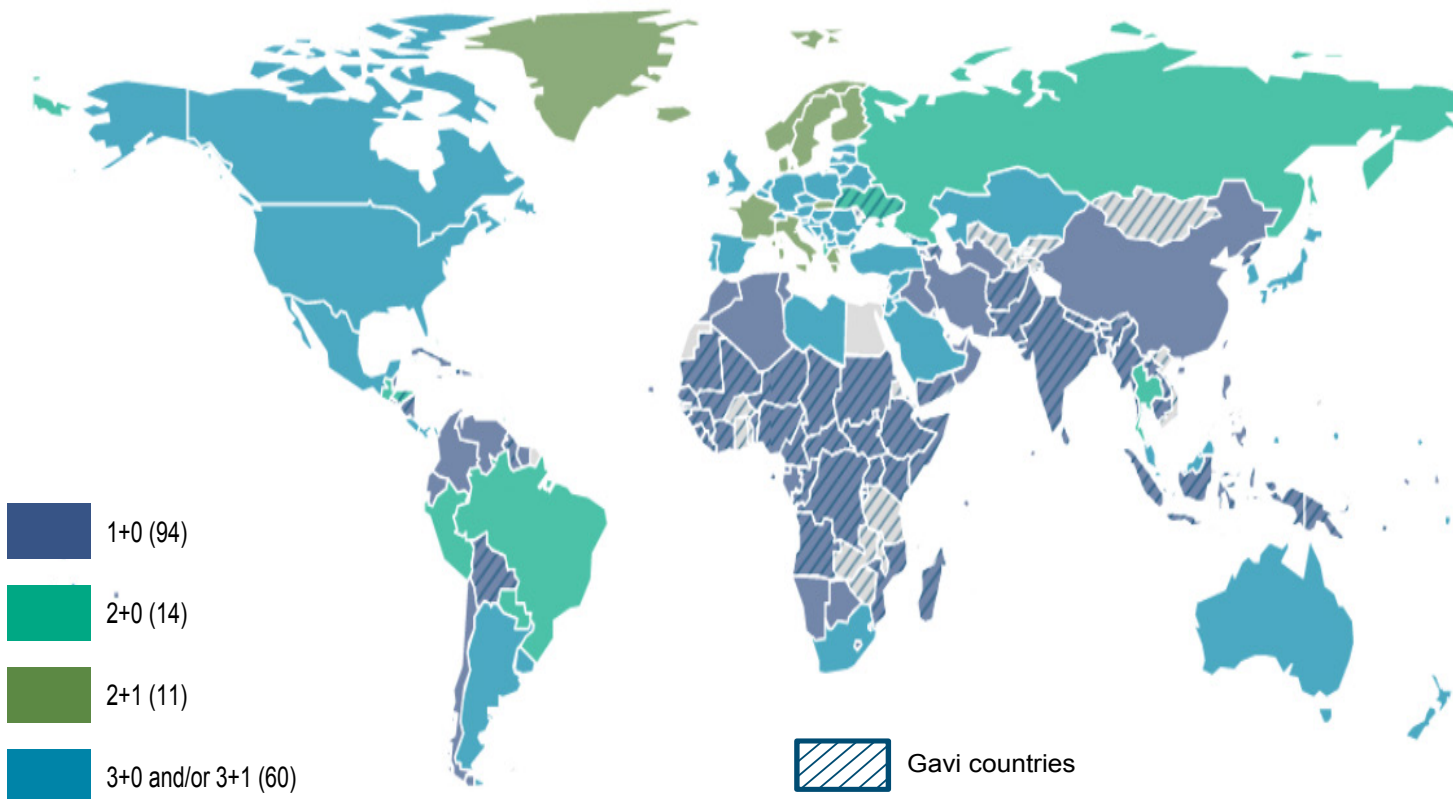 1+0 (94)
2+0 (14)
2+1 (11)
3+0 and/or 3+1 (60)
Gavi countries